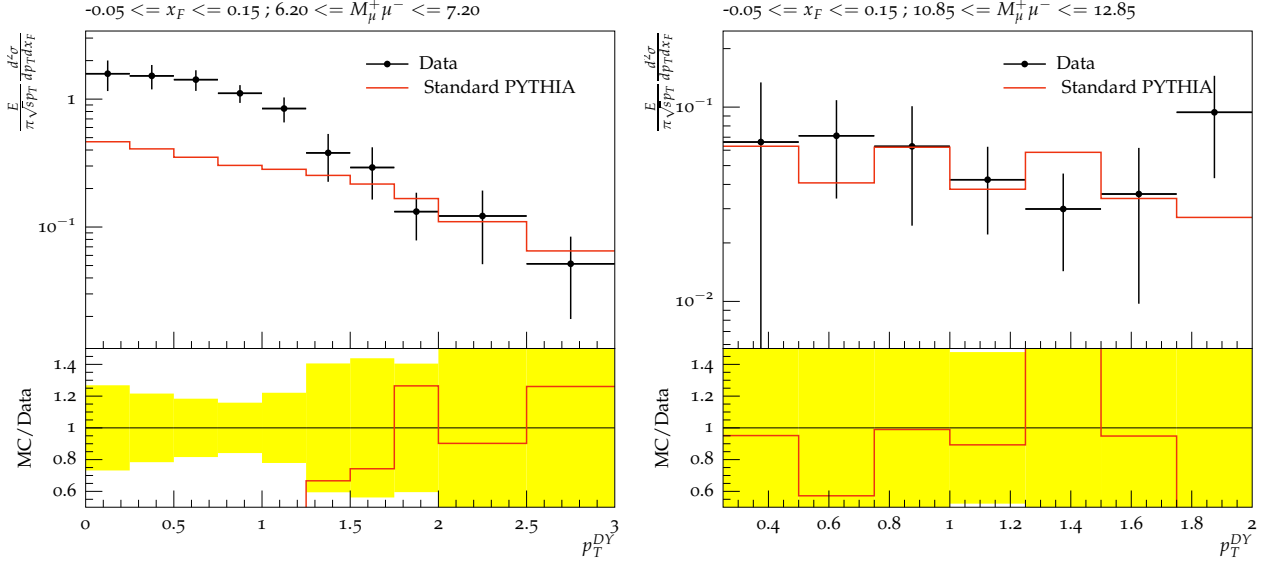 -0.05 <= x_F <= 0.15 ; 6.20 <= M_μ^+ μ^- <= 7.20
E/(π√s p_T) d²σ/(dp_T dx_F)
Data
Standard PYTHIA
1
10⁻¹
MC/Data
1.4
1.2
1
0.8
0.6
0 0.5 1 1.5 2 2.5 3
p_T^DY
-0.05 <= x_F <= 0.15 ; 10.85 <= M_μ^+ μ^- <= 12.85
E/(π√s p_T) d²σ/(dp_T dx_F)
Data
Standard PYTHIA
10⁻¹
10⁻²
MC/Data
1.4
1.2
1
0.8
0.6
0.4 0.6 0.8 1 1.2 1.4 1.6 1.8 2
p_T^DY